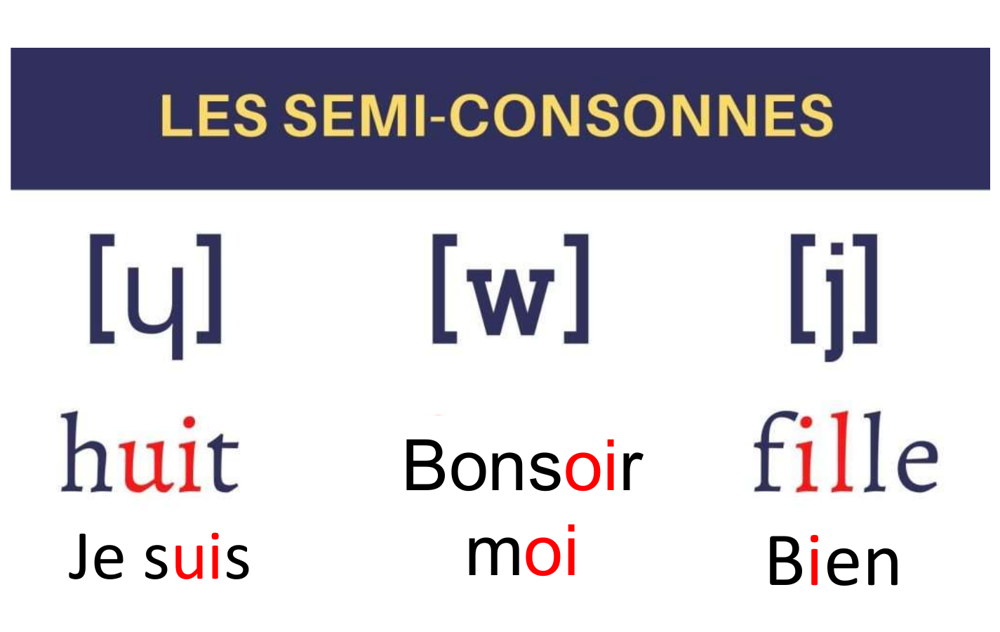 LES SEMI-CONSONNES
[ɥ] [w] [j]
huit Bonsoir fille
Je suis moi Bien